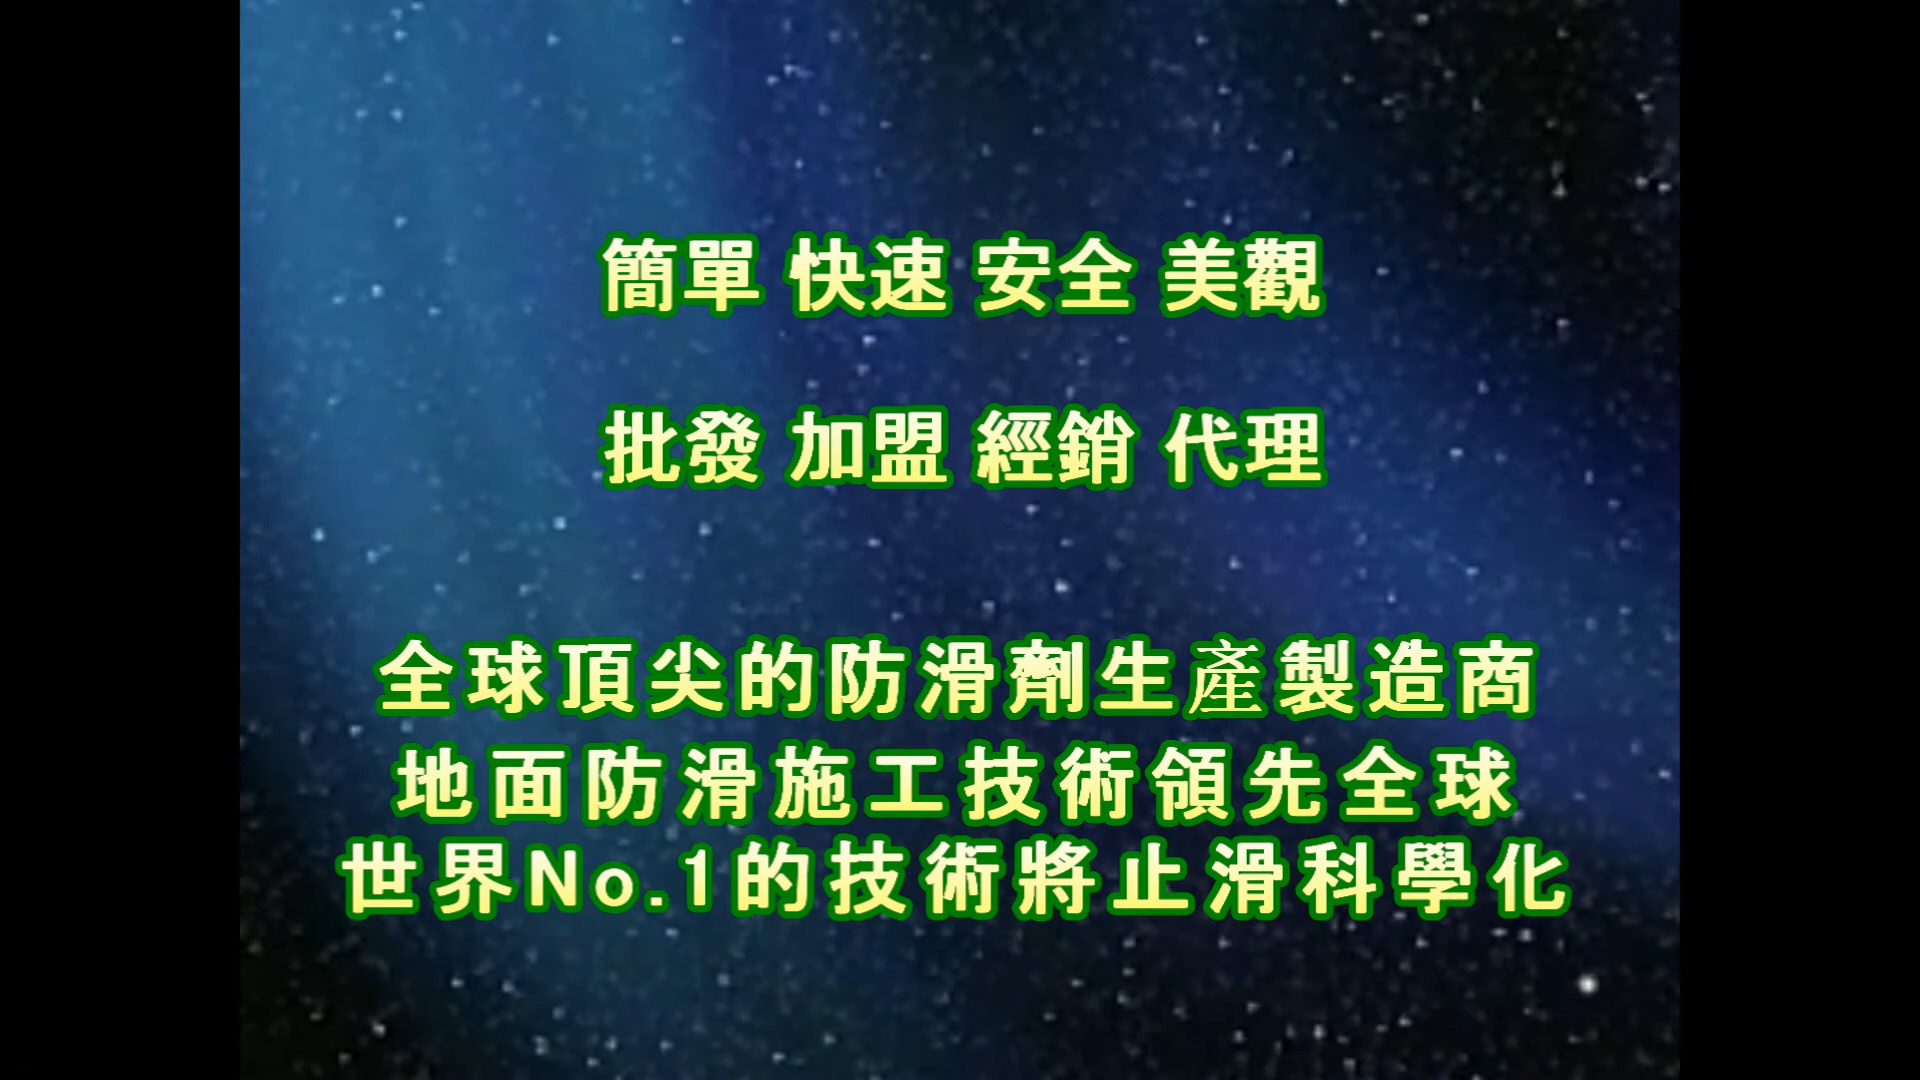 簡單 快速 安全 美觀
批發 加盟 經銷 代理
全球頂尖的防滑劑生產製造商
地面防滑施工技術領先全球
世界No.1的技術將止滑科學化